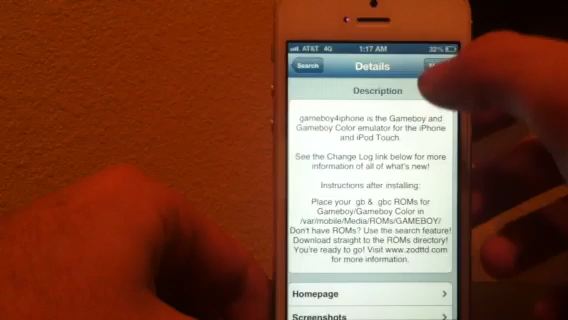 AT&T 4G 1:17 AM 32%
Search Details
Description
gameboy4iphone is the Gameboy and
Gameboy Color emulator for the iPhone
and iPod Touch.
See the Change Log link below for more
information of all of what's new!
Instructions after installing:
Place your .gb & .gbc ROMs for
Gameboy/Gameboy Color in
/var/mobile/Media/ROMs/GAMEBOY/
Don't have ROMs? Use the search feature!
Download straight to the ROMs directory!
You're ready to go! Visit www.zodttd.com
for more information.
Homepage
Screenshots